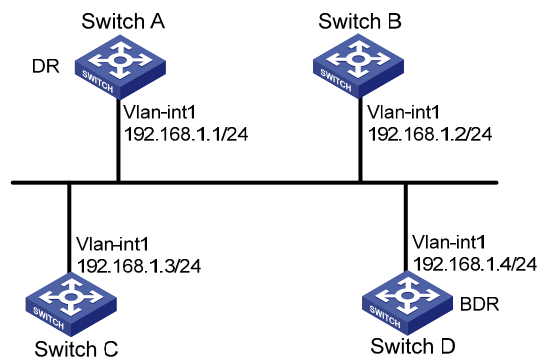 Switch A
Switch B
DR
SWITCH
SWITCH
Vlan-int1
192.168.1.1/24
Vlan-int1
192.168.1.2/24
Vlan-int1
192.168.1.3/24
Vlan-int1
192.168.1.4/24
SWITCH
SWITCH
BDR
Switch C
Switch D